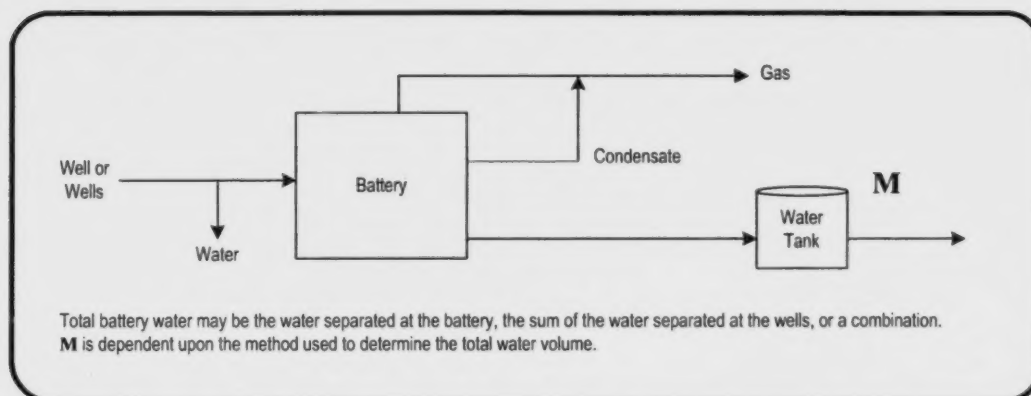 Gas
Condensate
Well or
Wells
Battery
M
Water
Tank
Water
Total battery water may be the water separated at the battery, the sum of the water separated at the wells, or a combination.
M is dependent upon the method used to determine the total water volume.